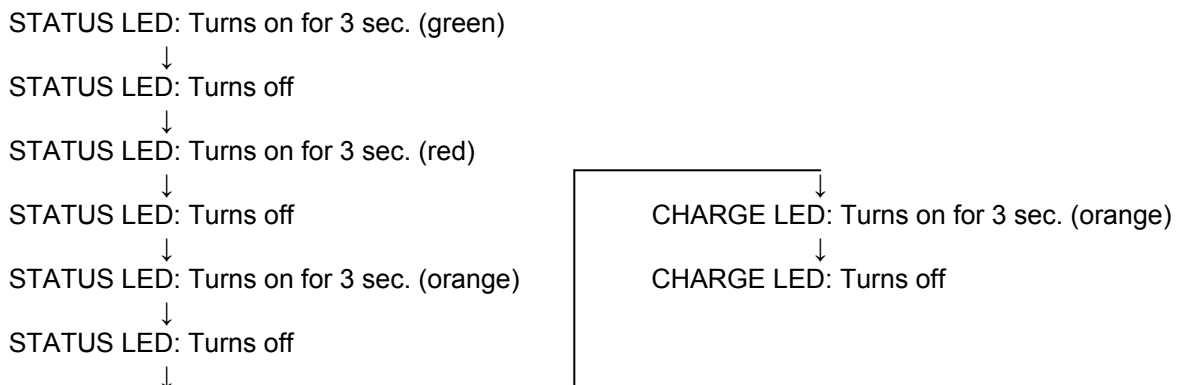 STATUS LED: Turns on for 3 sec. (green)
↓
STATUS LED: Turns off
↓
STATUS LED: Turns on for 3 sec. (red)
↓
STATUS LED: Turns off
↓
STATUS LED: Turns on for 3 sec. (orange)
↓
STATUS LED: Turns off
↓
↓
CHARGE LED: Turns on for 3 sec. (orange)
↓
CHARGE LED: Turns off